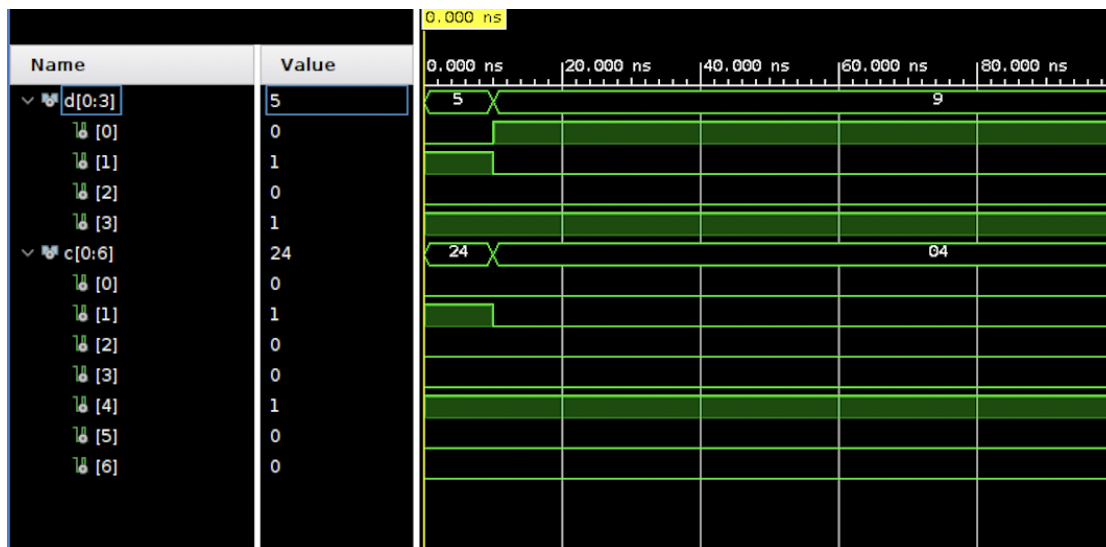 0.000 ns
Name Value 0.000 ns 20.000 ns 40.000 ns 60.000 ns 80.000 ns
d[0:3] 5 5 9
[0] 0
[1] 1
[2] 0
[3] 1
c[0:6] 24 24 04
[0] 0
[1] 1
[2] 0
[3] 0
[4] 1
[5] 0
[6] 0